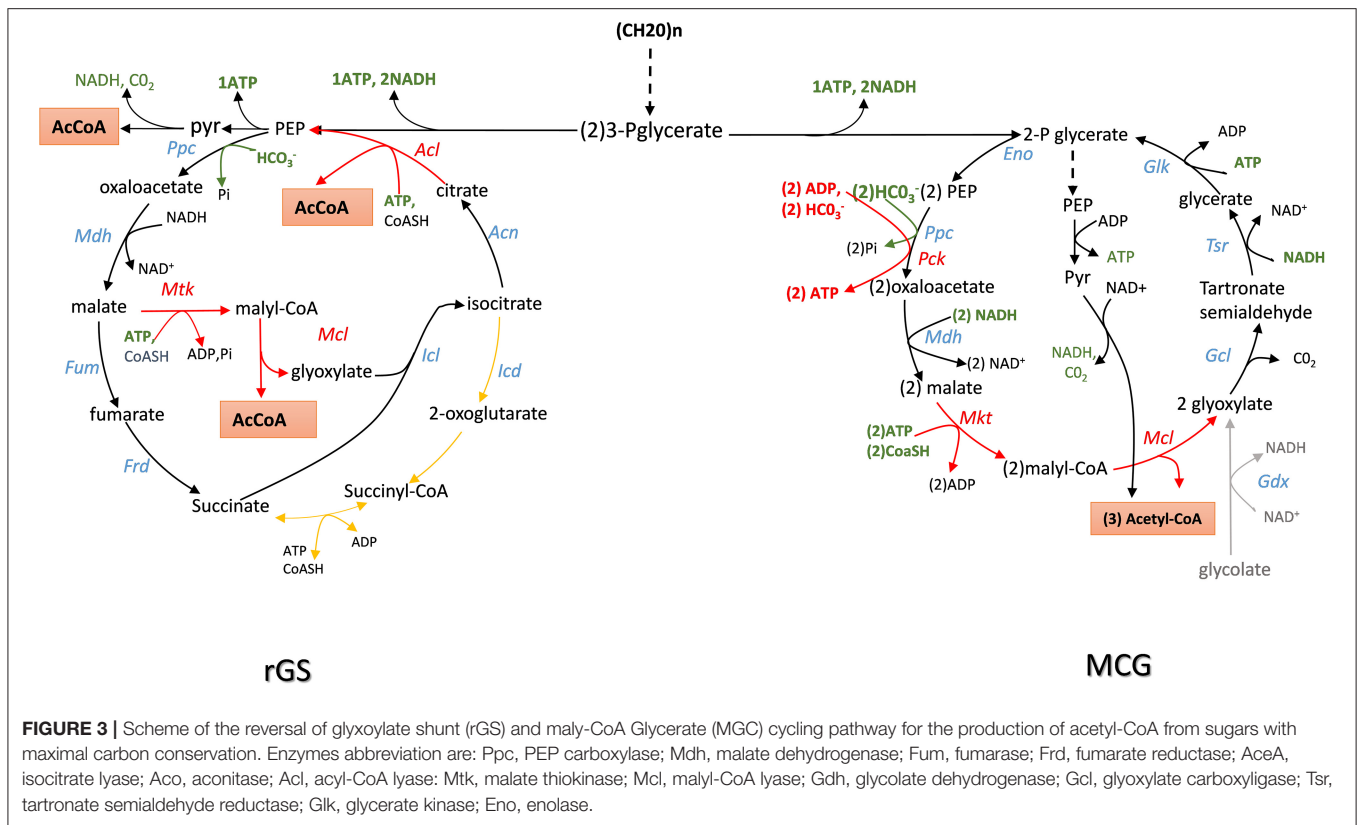 (CH20)n
NADH, C0₂
1ATP
1ATP, 2NADH
1ATP, 2NADH
AcCoA
pyr
PEP
(2)3-Pglycerate
2-P glycerate
ADP
Ppc
HCO₃⁻
Acl
Eno
Glk
ATP
oxaloacetate
Pi
AcCoA
ATP,
CoASH
citrate
(2) ADP,
(2) HC0₃⁻
(2)HC0₃⁻
(2) PEP
PEP
glycerate
NADH
Mdh
NAD⁺
Acn
(2)Pi
Ppc
Pck
ADP
ATP
NAD⁺
Tsr
NADH
malate
Mtk
malyl-CoA
isocitrate
(2) ATP
(2)oxaloacetate
Pyr
NAD+
Tartronate
semialdehyde
ATP,
CoASH
ADP,Pi
Mcl
(2) NADH
Mdh
(2) NAD⁺
NADH,
C0₂
Gcl
C0₂
Fum
glyoxylate
Icl
Icd
fumarate
AcCoA
2-oxoglutarate
(2) malate
2 glyoxylate
Mkt
(2)ATP
(2)CoaSH
Mcl
Frd
(2)malyl-CoA
NADH
Gdx
NAD⁺
Succinate
Succinyl-CoA
(2)ADP
(3) Acetyl-CoA
ATP
CoASH
ADP
glycolate
rGS
MCG
FIGURE 3 | Scheme of the reversal of glyxoylate shunt (rGS) and maly-CoA Glycerate (MGC) cycling pathway for the production of acetyl-CoA from sugars with
maximal carbon conservation. Enzymes abbreviation are: Ppc, PEP carboxylase; Mdh, malate dehydrogenase; Fum, fumarase; Frd, fumarate reductase; AceA,
isocitrate lyase; Aco, aconitase; Acl, acyl-CoA lyase: Mtk, malate thiokinase; Mcl, malyl-CoA lyase; Gdh, glycolate dehydrogenase; Gcl, glyoxylate carboxyligase; Tsr,
tartronate semialdehyde reductase; Glk, glycerate kinase; Eno, enolase.